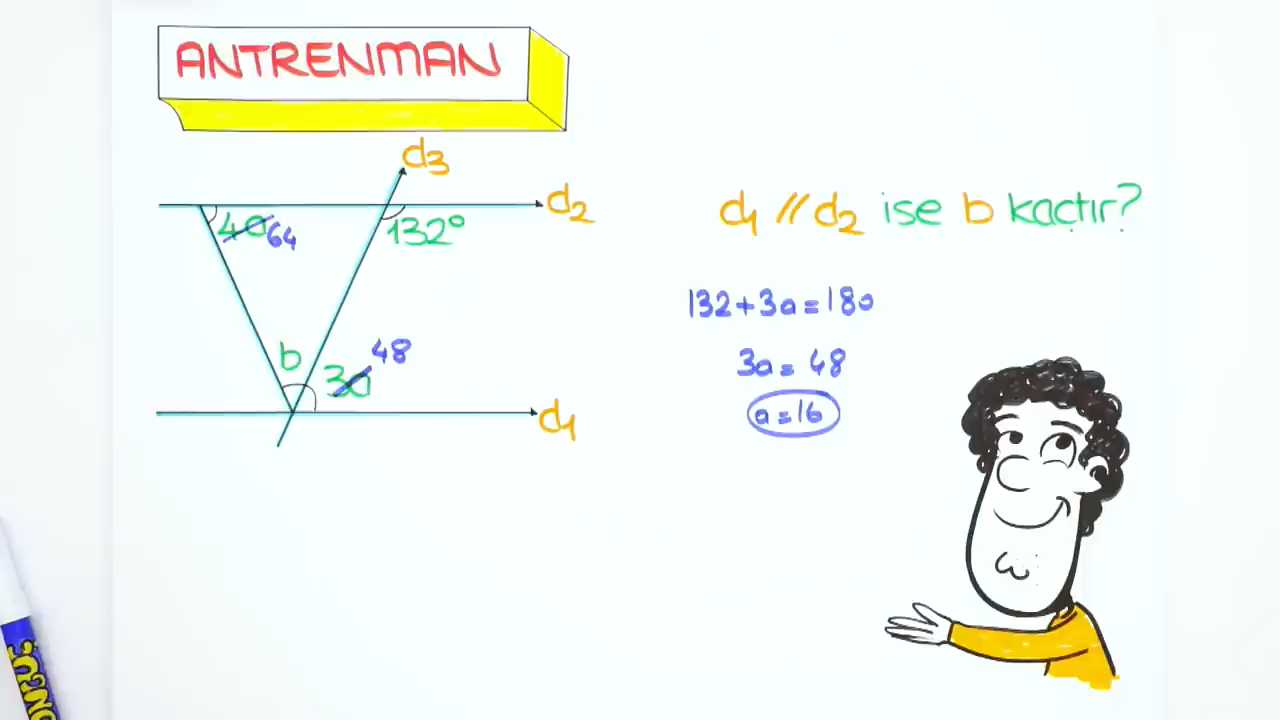 ANTRENMAN
d3
d2
4a 64
132°
b
3a 48
d1
d1 // d2 ise b kaçtır?
132+3a=180
3a=48
a=16